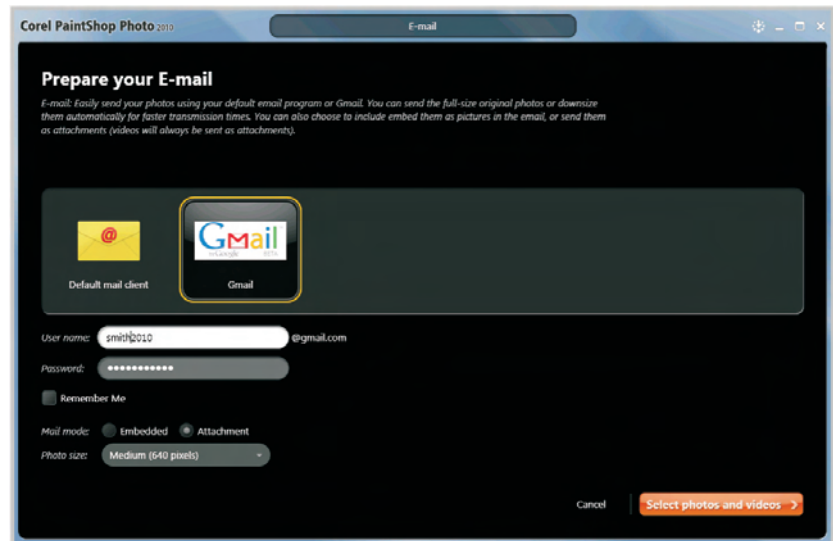 Corel PaintShop Photo 2010
E-mail
Prepare your E-mail
E-mail: Easily send your photos using your default email program or Gmail. You can send the full-size original photos or downsize
them automatically for faster transmission times. You can also choose to include embed them as pictures in the email, or send them
as attachments (videos will always be sent as attachments).
@
Gmail
by Google BETA
Default mail client
Gmail
User name: smith2010 @gmail.com
Password: •••••••••••
Remember Me
Mail mode: Embedded Attachment
Photo size: Medium (640 pixels)
Cancel
Select photos and videos